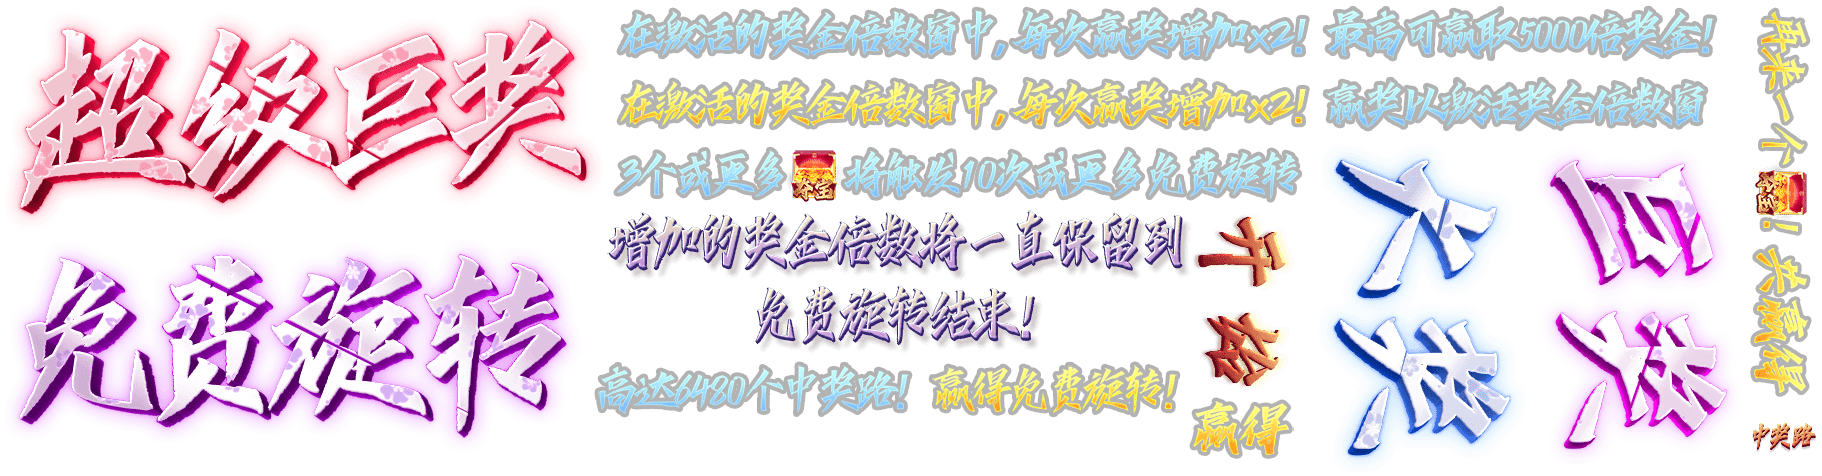 超级巨奖
免费旋转
在激活的奖金倍数窗中,每次赢奖增加x2!
在激活的奖金倍数窗中,每次赢奖增加x2!
3个或更多夺宝将触发10次或更多免费旋转
增加的奖金倍数将一直保留到
免费旋转结束!
高达6480个中奖路!
赢得免费旋转!
开始
赢得
最高可赢取5000倍奖金!
赢奖以激活奖金倍数窗
大奖
巨奖
再来一个夺宝!
共赢得
中奖路